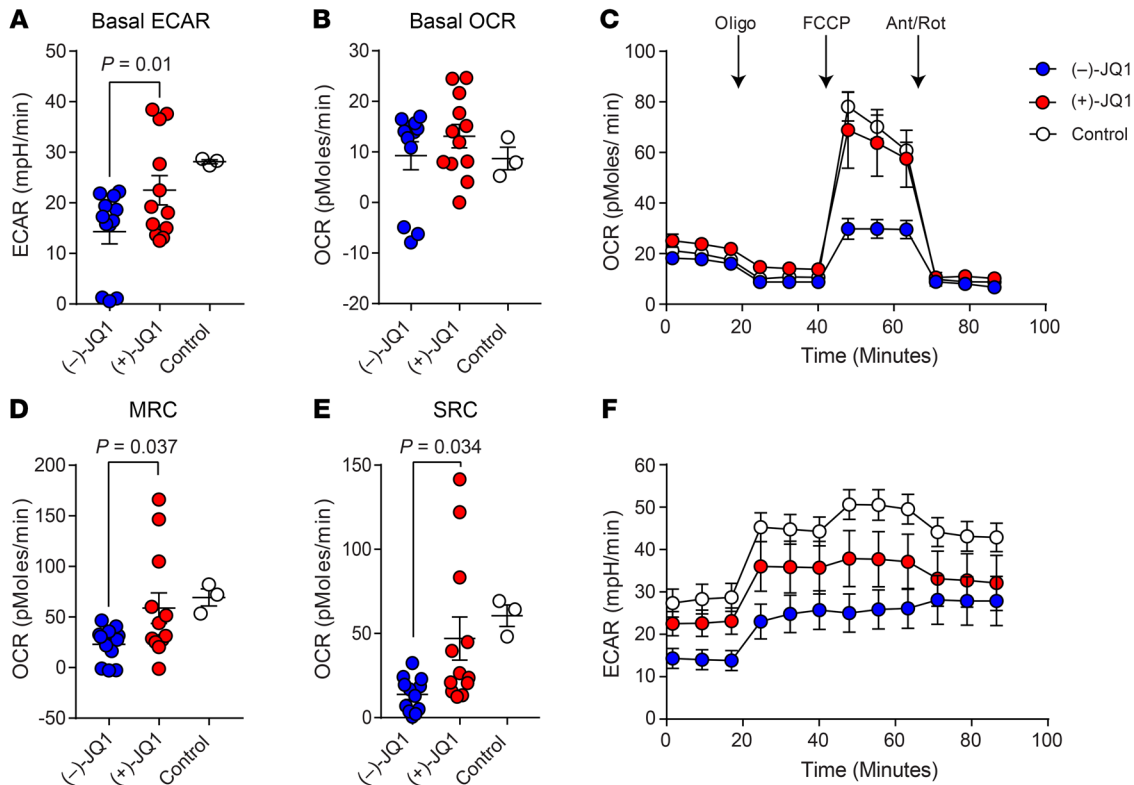 A
Basal ECAR
ECAR (mpH/min)
50
40
30
20
10
0
P = 0.01
(–)-JQ1
(+)-JQ1
Control
B
Basal OCR
OCR (pMoles/min)
30
20
10
0
-10
-20
(–)-JQ1
(+)-JQ1
Control
C
Oligo
FCCP
Ant/Rot
OCR (pMoles/ min)
100
80
60
40
20
0
0
20
40
60
80
100
Time (Minutes)
(–)-JQ1
(+)-JQ1
Control
D
MRC
P = 0.037
OCR (pMoles/min)
200
150
100
50
0
-50
(–)-JQ1
(+)-JQ1
Control
E
SRC
P = 0.034
OCR (pMoles/min)
150
100
50
0
(–)-JQ1
(+)-JQ1
Control
F
ECAR (mpH/min)
60
50
40
30
20
10
0
0
20
40
60
80
100
Time (Minutes)